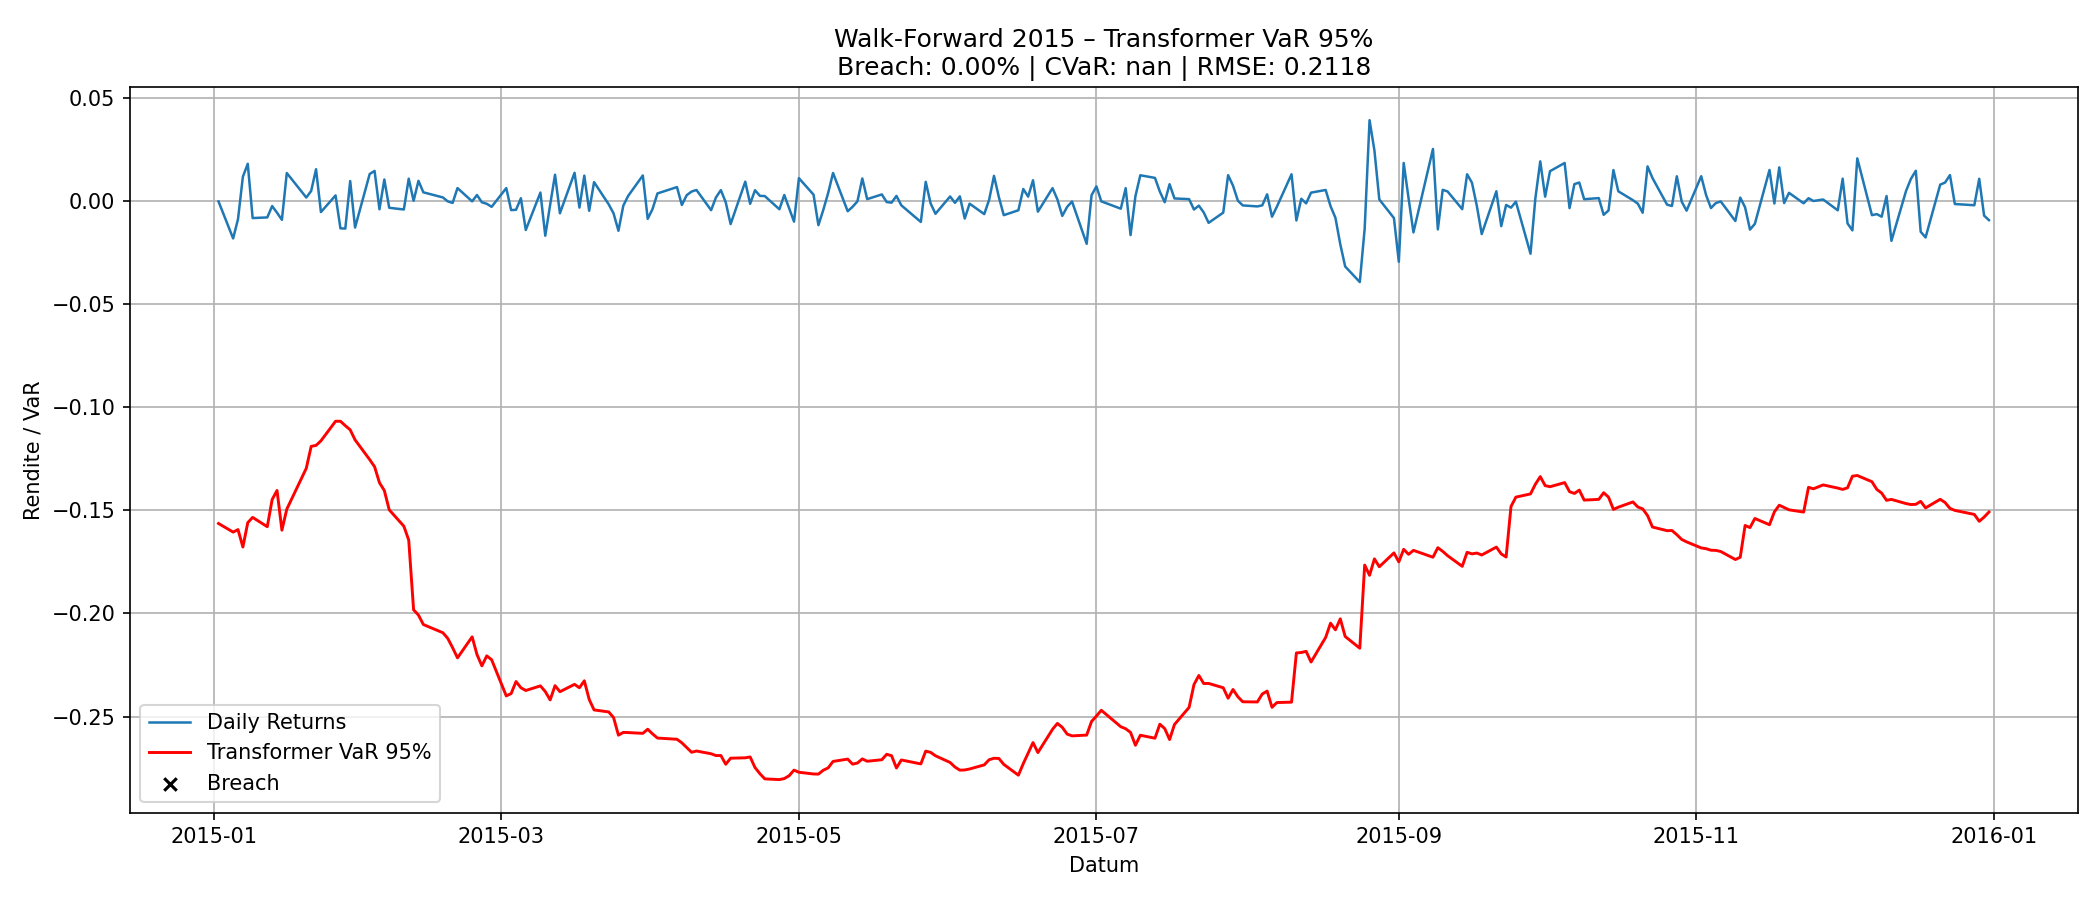 Walk-Forward 2015 – Transformer VaR 95%
Breach: 0.00% | CVaR: nan | RMSE: 0.2118
Rendite / VaR
0.05
0.00
−0.05
−0.10
−0.15
−0.20
−0.25
Daily Returns
Transformer VaR 95%
Breach
2015-01
2015-03
2015-05
2015-07
2015-09
2015-11
2016-01
Datum